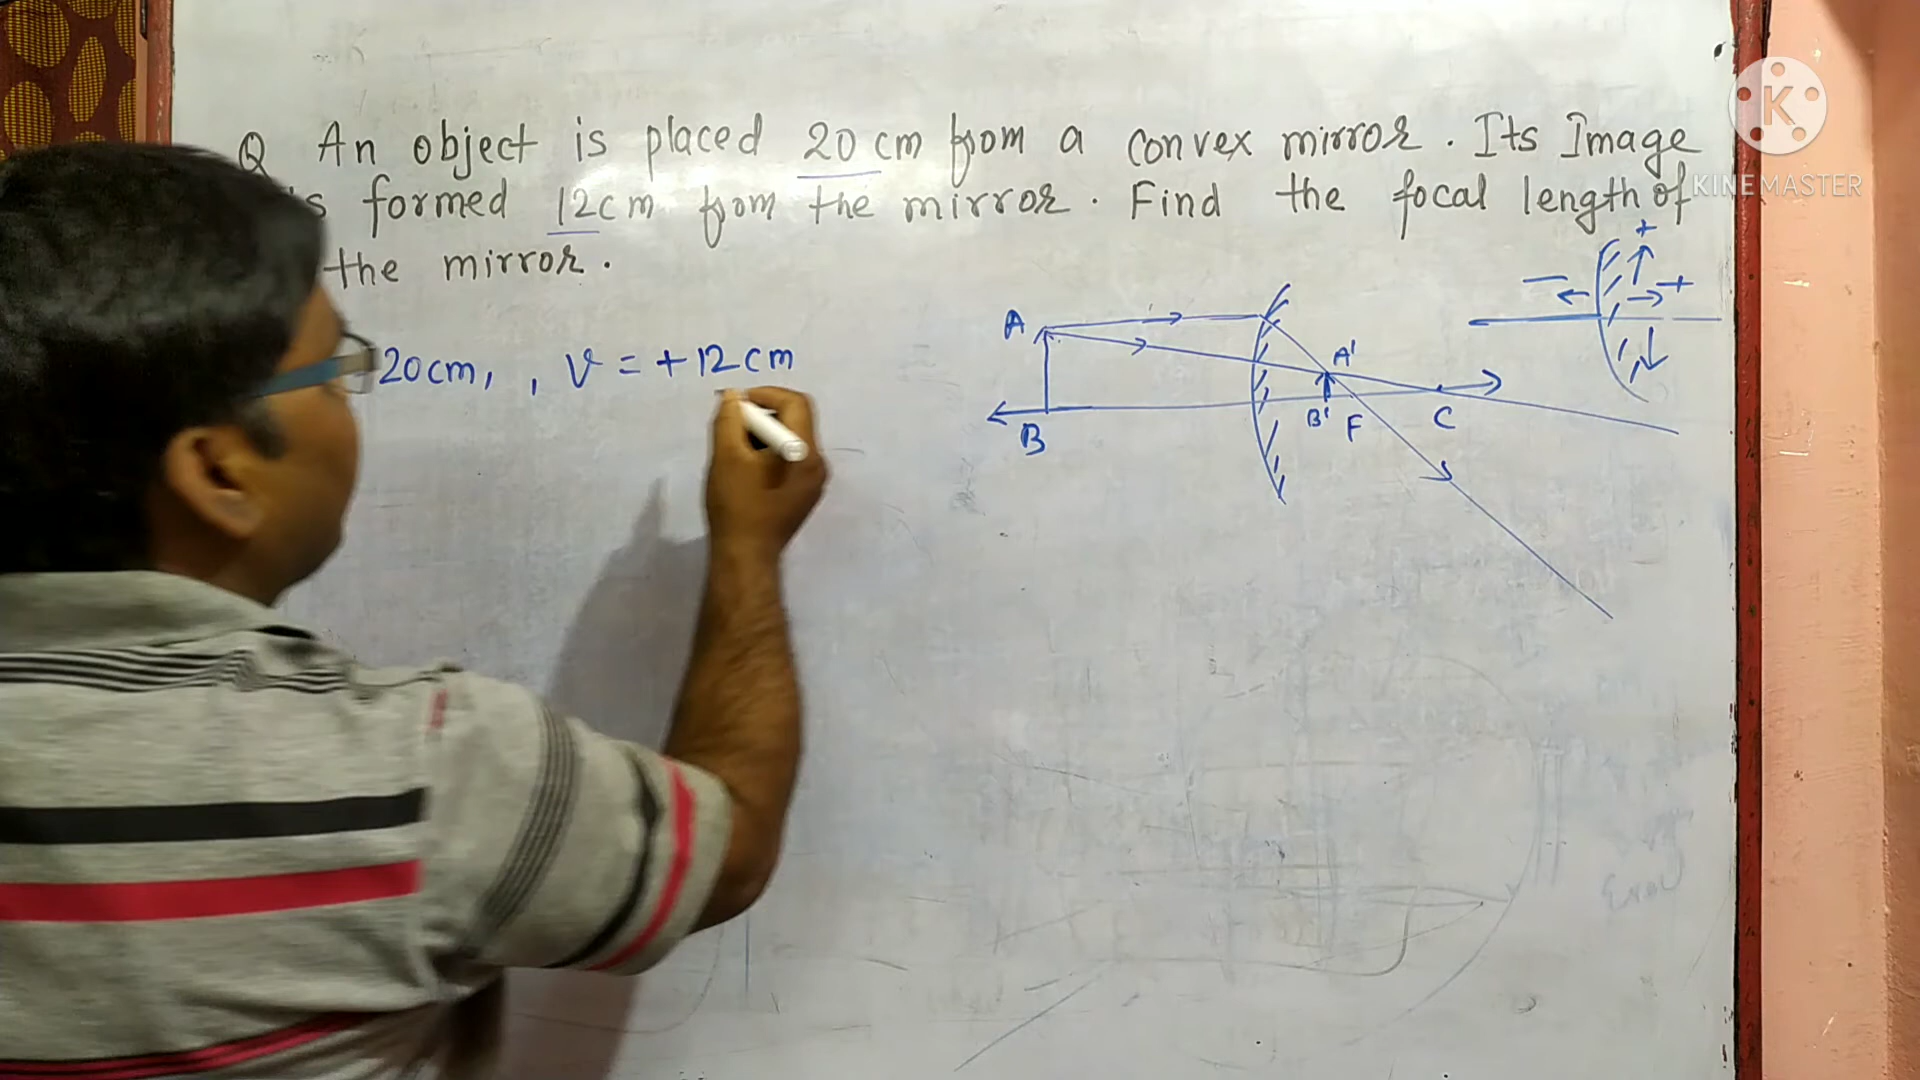 Q An object is placed 20 cm from a convex mirror. Its Image
formed 12cm from the mirror. Find the focal length of
the mirror.
20cm, , v = +12cm
A
B
A'
B'
F
C
+
-
+
K
KINEMASTER